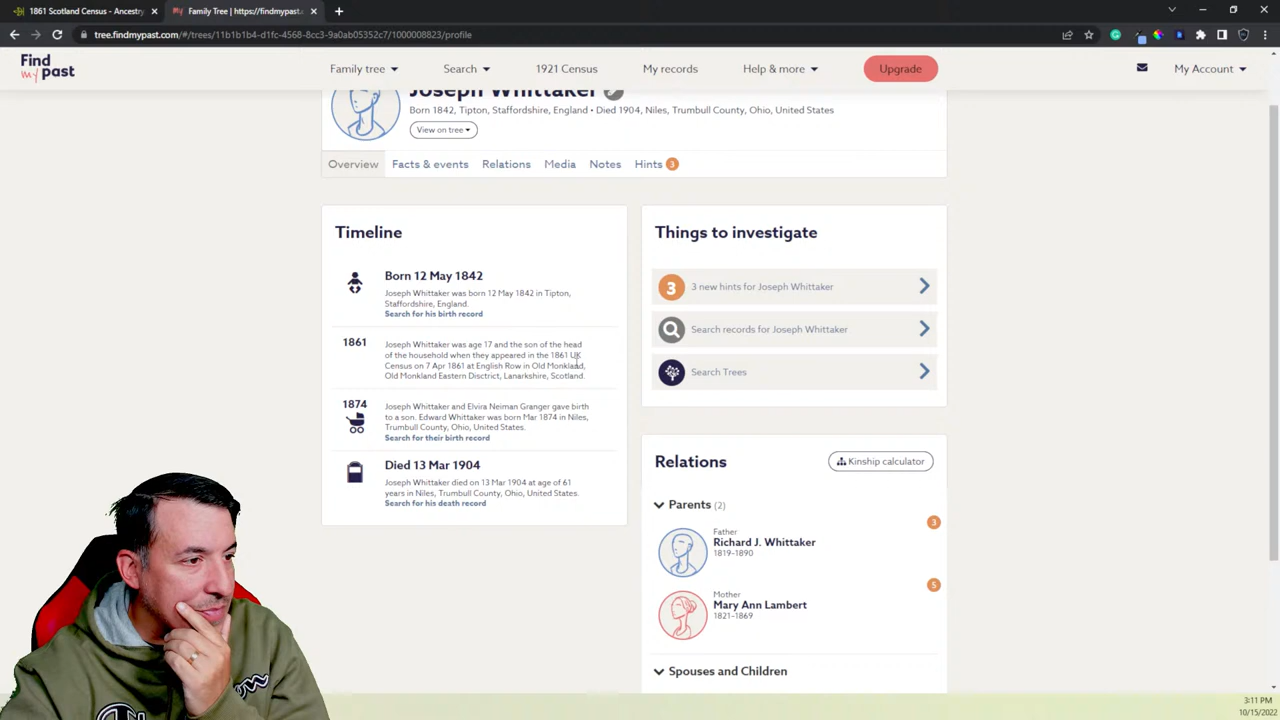 1861 Scotland Census - Ancestry
Family Tree | https://findmypast.
tree.findmypast.com/#/trees/11b1b1b4-d1fc-4568-8cc3-9a0ab05352c7/1000008823/profile
Find my past
Family tree
Search
1921 Census
My records
Help & more
Upgrade
My Account
Joseph Whittaker
Born 1842, Tipton, Staffordshire, England • Died 1904, Niles, Trumbull County, Ohio, United States
View on tree
Overview
Facts & events
Relations
Media
Notes
Hints 3
Timeline
Born 12 May 1842
Joseph Whittaker was born 12 May 1842 in Tipton,
Staffordshire, England.
Search for his birth record
1861
Joseph Whittaker was age 17 and the son of the head
of the household when they appeared in the 1861 UK
Census on 7 Apr 1861 at English Row in Old Monkland,
Old Monkland Eastern Disctrict, Lanarkshire, Scotland.
1874
Joseph Whittaker and Elvira Neiman Granger gave birth
to a son. Edward Whittaker was born Mar 1874 in Niles,
Trumbull County, Ohio, United States.
Search for their birth record
Died 13 Mar 1904
Joseph Whittaker died on 13 Mar 1904 at age of 61
years in Niles, Trumbull County, Ohio, United States.
Search for his death record
Things to investigate
3
3 new hints for Joseph Whittaker
Search records for Joseph Whittaker
Search Trees
Relations
Kinship calculator
Parents (2)
3
Father
Richard J. Whittaker
1819–1890
5
Mother
Mary Ann Lambert
1821–1869
Spouses and Children
3:11 PM
10/15/2022